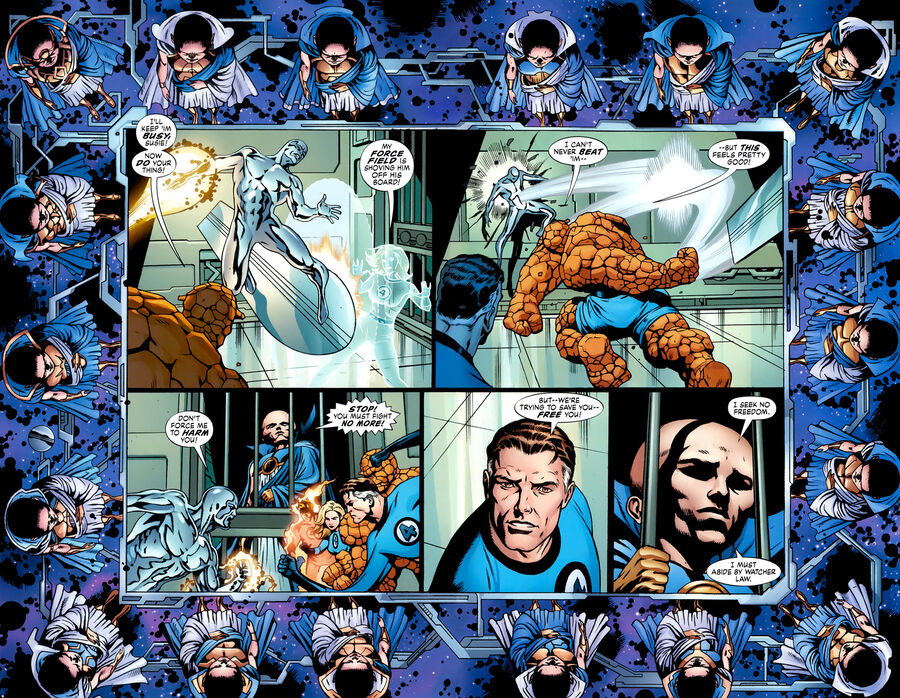 I'LL
KEEP 'IM
BUSY,
SUSIE!
NOW
DO YOUR
THING!
MY
FORCE
FIELD IS
SHOVING HIM
OFF HIS
BOARD!
I CAN'T
NEVER BEAT
'IM--
--BUT THIS
FEELS PRETTY
GOOD!
DON'T
FORCE ME
TO HARM
YOU!
STOP!
YOU MUST FIGHT
NO MORE!
BUT--WE'RE
TRYING TO SAVE YOU--
FREE YOU!
I SEEK NO
FREEDOM.
I MUST
ABIDE BY WATCHER
LAW.